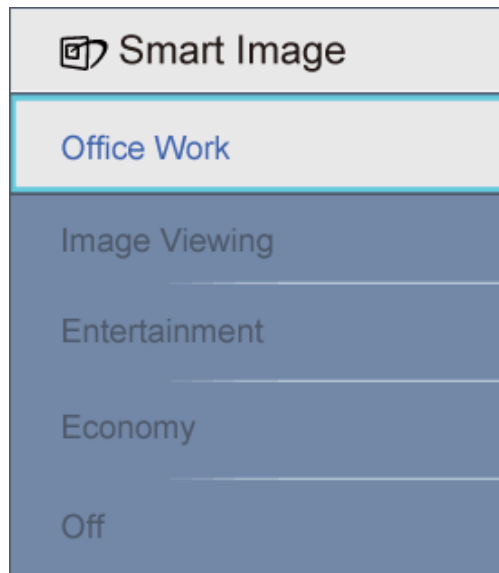 Smart Image
Office Work
Image Viewing
Entertainment
Economy
Off